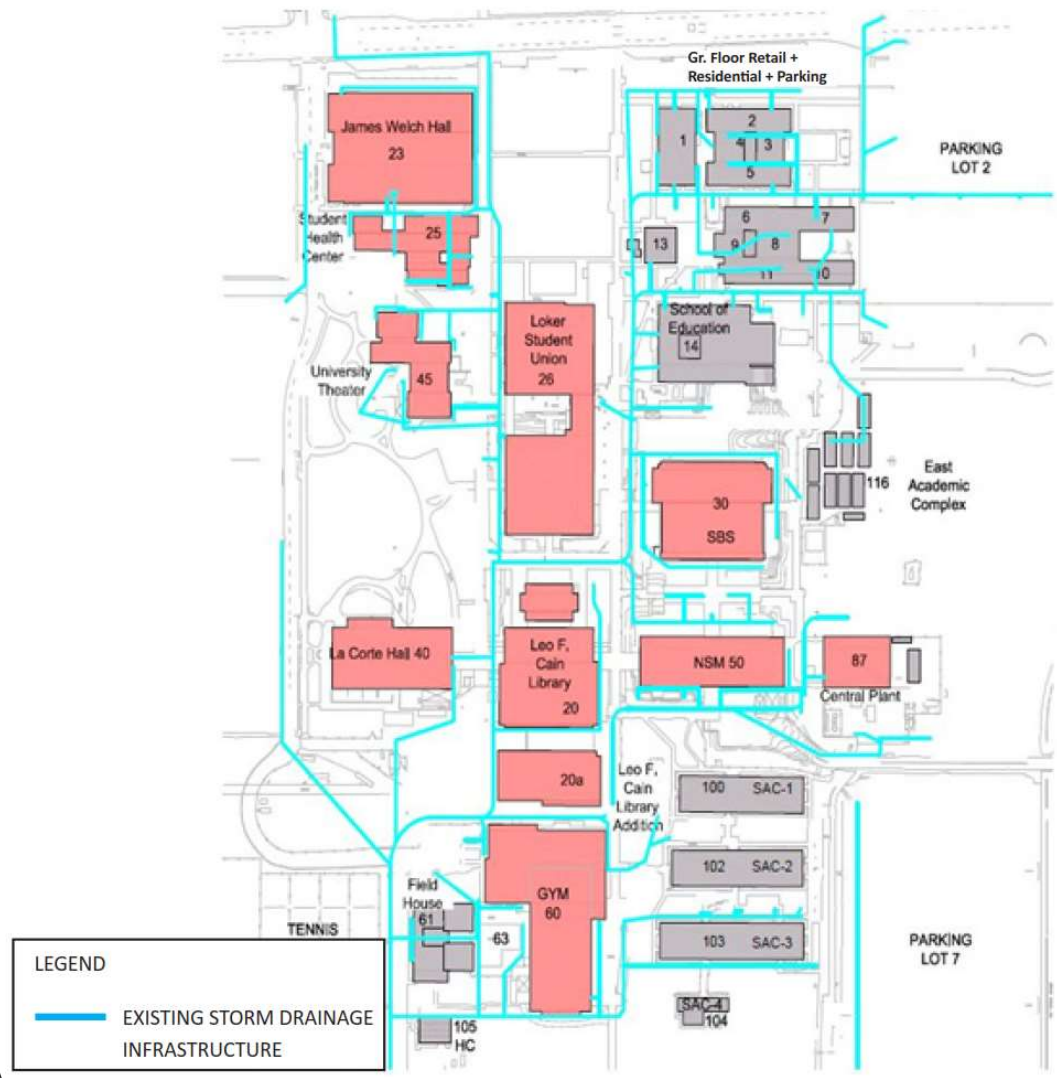 Gr. Floor Retail +
Residential + Parking
James Welch Hall
23
1
2
4
3
5
PARKING
LOT 2
Student
Health
Center
25
13
6
7
9
8
11
10
Loker
Student
Union
26
School of
Education
14
University
Theater
45
30
SBS
116
East
Academic
Complex
La Corte Hall 40
Leo F.
Cain
Library
20
NSM 50
87
Central Plant
20a
Leo F.
Cain
Library
Addition
100 SAC-1
102 SAC-2
103 SAC-3
SAC-4
104
GYM
60
Field
House
61
63
TENNIS
PARKING
LOT 7
105
HC
LEGEND
EXISTING STORM DRAINAGE
INFRASTRUCTURE